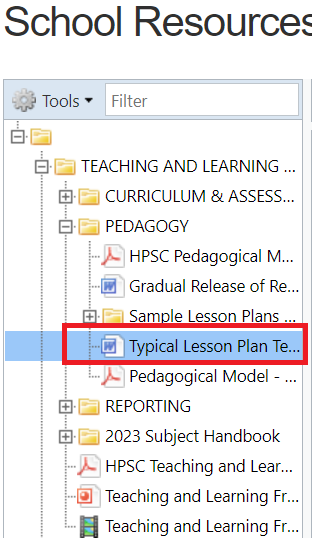 School Resources
Tools
Filter
TEACHING AND LEARNING ...
CURRICULUM & ASSESS...
PEDAGOGY
HPSC Pedagogical M...
Gradual Release of Re...
Sample Lesson Plans ...
Typical Lesson Plan Te...
Pedagogical Model - ...
REPORTING
2023 Subject Handbook
HPSC Teaching and Lear...
Teaching and Learning Fr...
Teaching and Learning Fr...